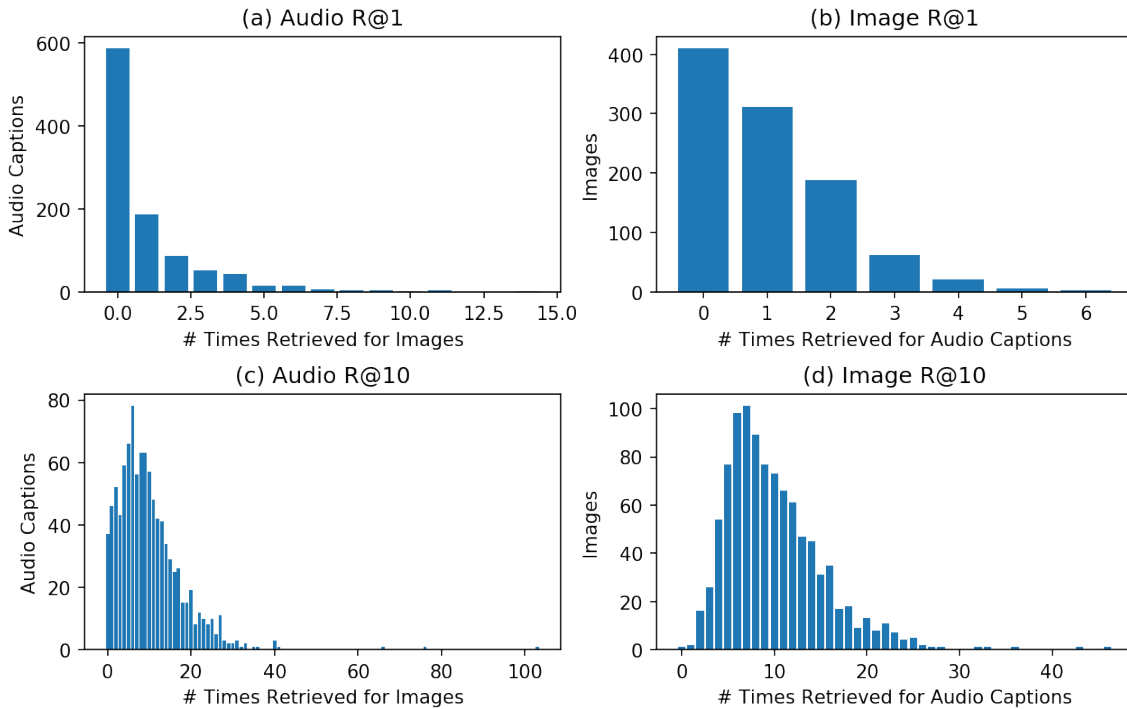 (a) Audio R@1
600
400
200
0
Audio Captions
0.0 2.5 5.0 7.5 10.0 12.5 15.0
# Times Retrieved for Images
(b) Image R@1
400
300
200
100
0
Images
0 1 2 3 4 5 6
# Times Retrieved for Audio Captions
(c) Audio R@10
80
60
40
20
0
Audio Captions
0 20 40 60 80 100
# Times Retrieved for Images
(d) Image R@10
100
80
60
40
20
0
Images
0 10 20 30 40
# Times Retrieved for Audio Captions